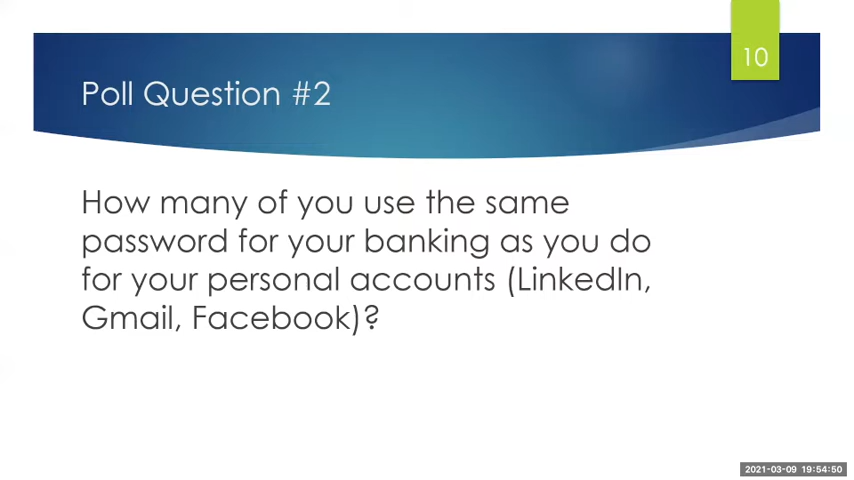 10
Poll Question #2
How many of you use the same
password for your banking as you do
for your personal accounts (LinkedIn,
Gmail, Facebook)?
2021-03-09 19:54:50